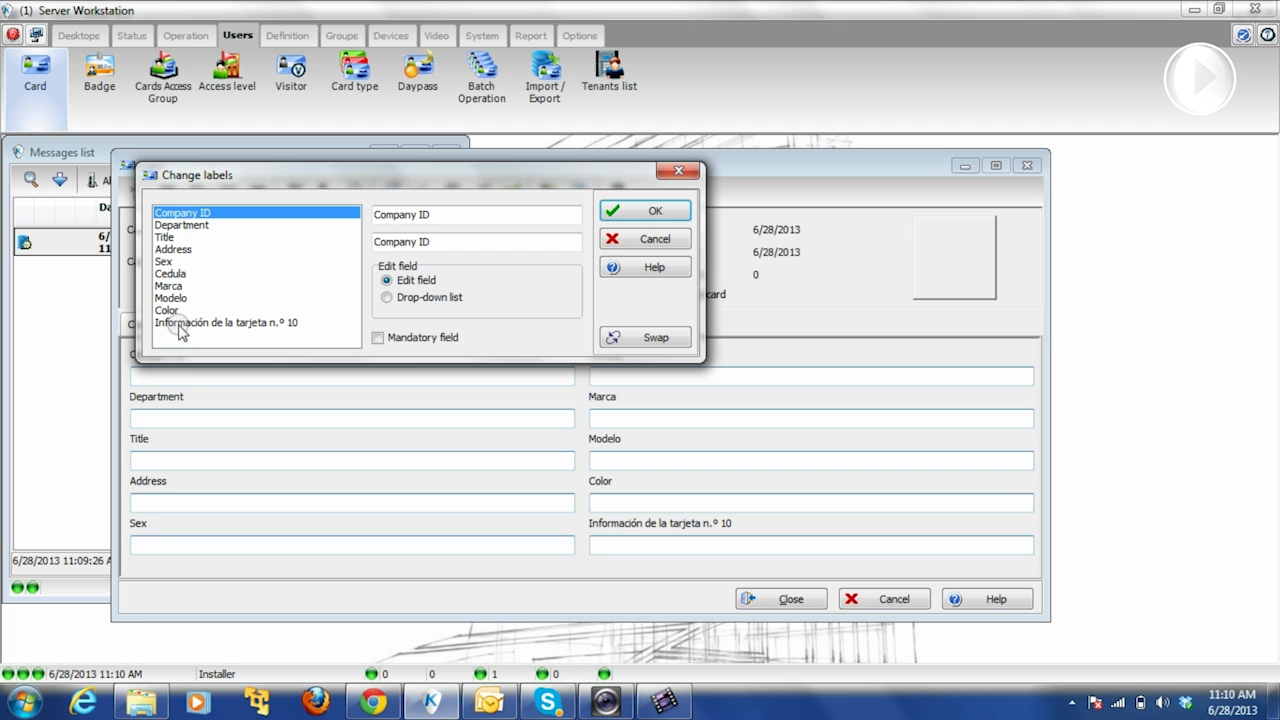 (1) Server Workstation
Desktops Status Operation Users Definition Groups Devices Video System Report Options
Card Badge Cards Access Group Access level Visitor Card type Daypass Batch Operation Import / Export Tenants list
Messages list
Change labels
Company ID
Department
Title
Address
Sex
Cedula
Marca
Modelo
Color
Información de la tarjeta n.º 10
Company ID
Company ID
Edit field
Edit field
Drop-down list
Mandatory field
OK
Cancel
Help
Swap
6/28/2013
6/28/2013
0
card
Department
Marca
Title
Modelo
Address
Color
Sex
Información de la tarjeta n.º 10
Close Cancel Help
6/28/2013 11:09:26
6/28/2013 11:10 AM Installer 0 0 1 0
11:10 AM
6/28/2013